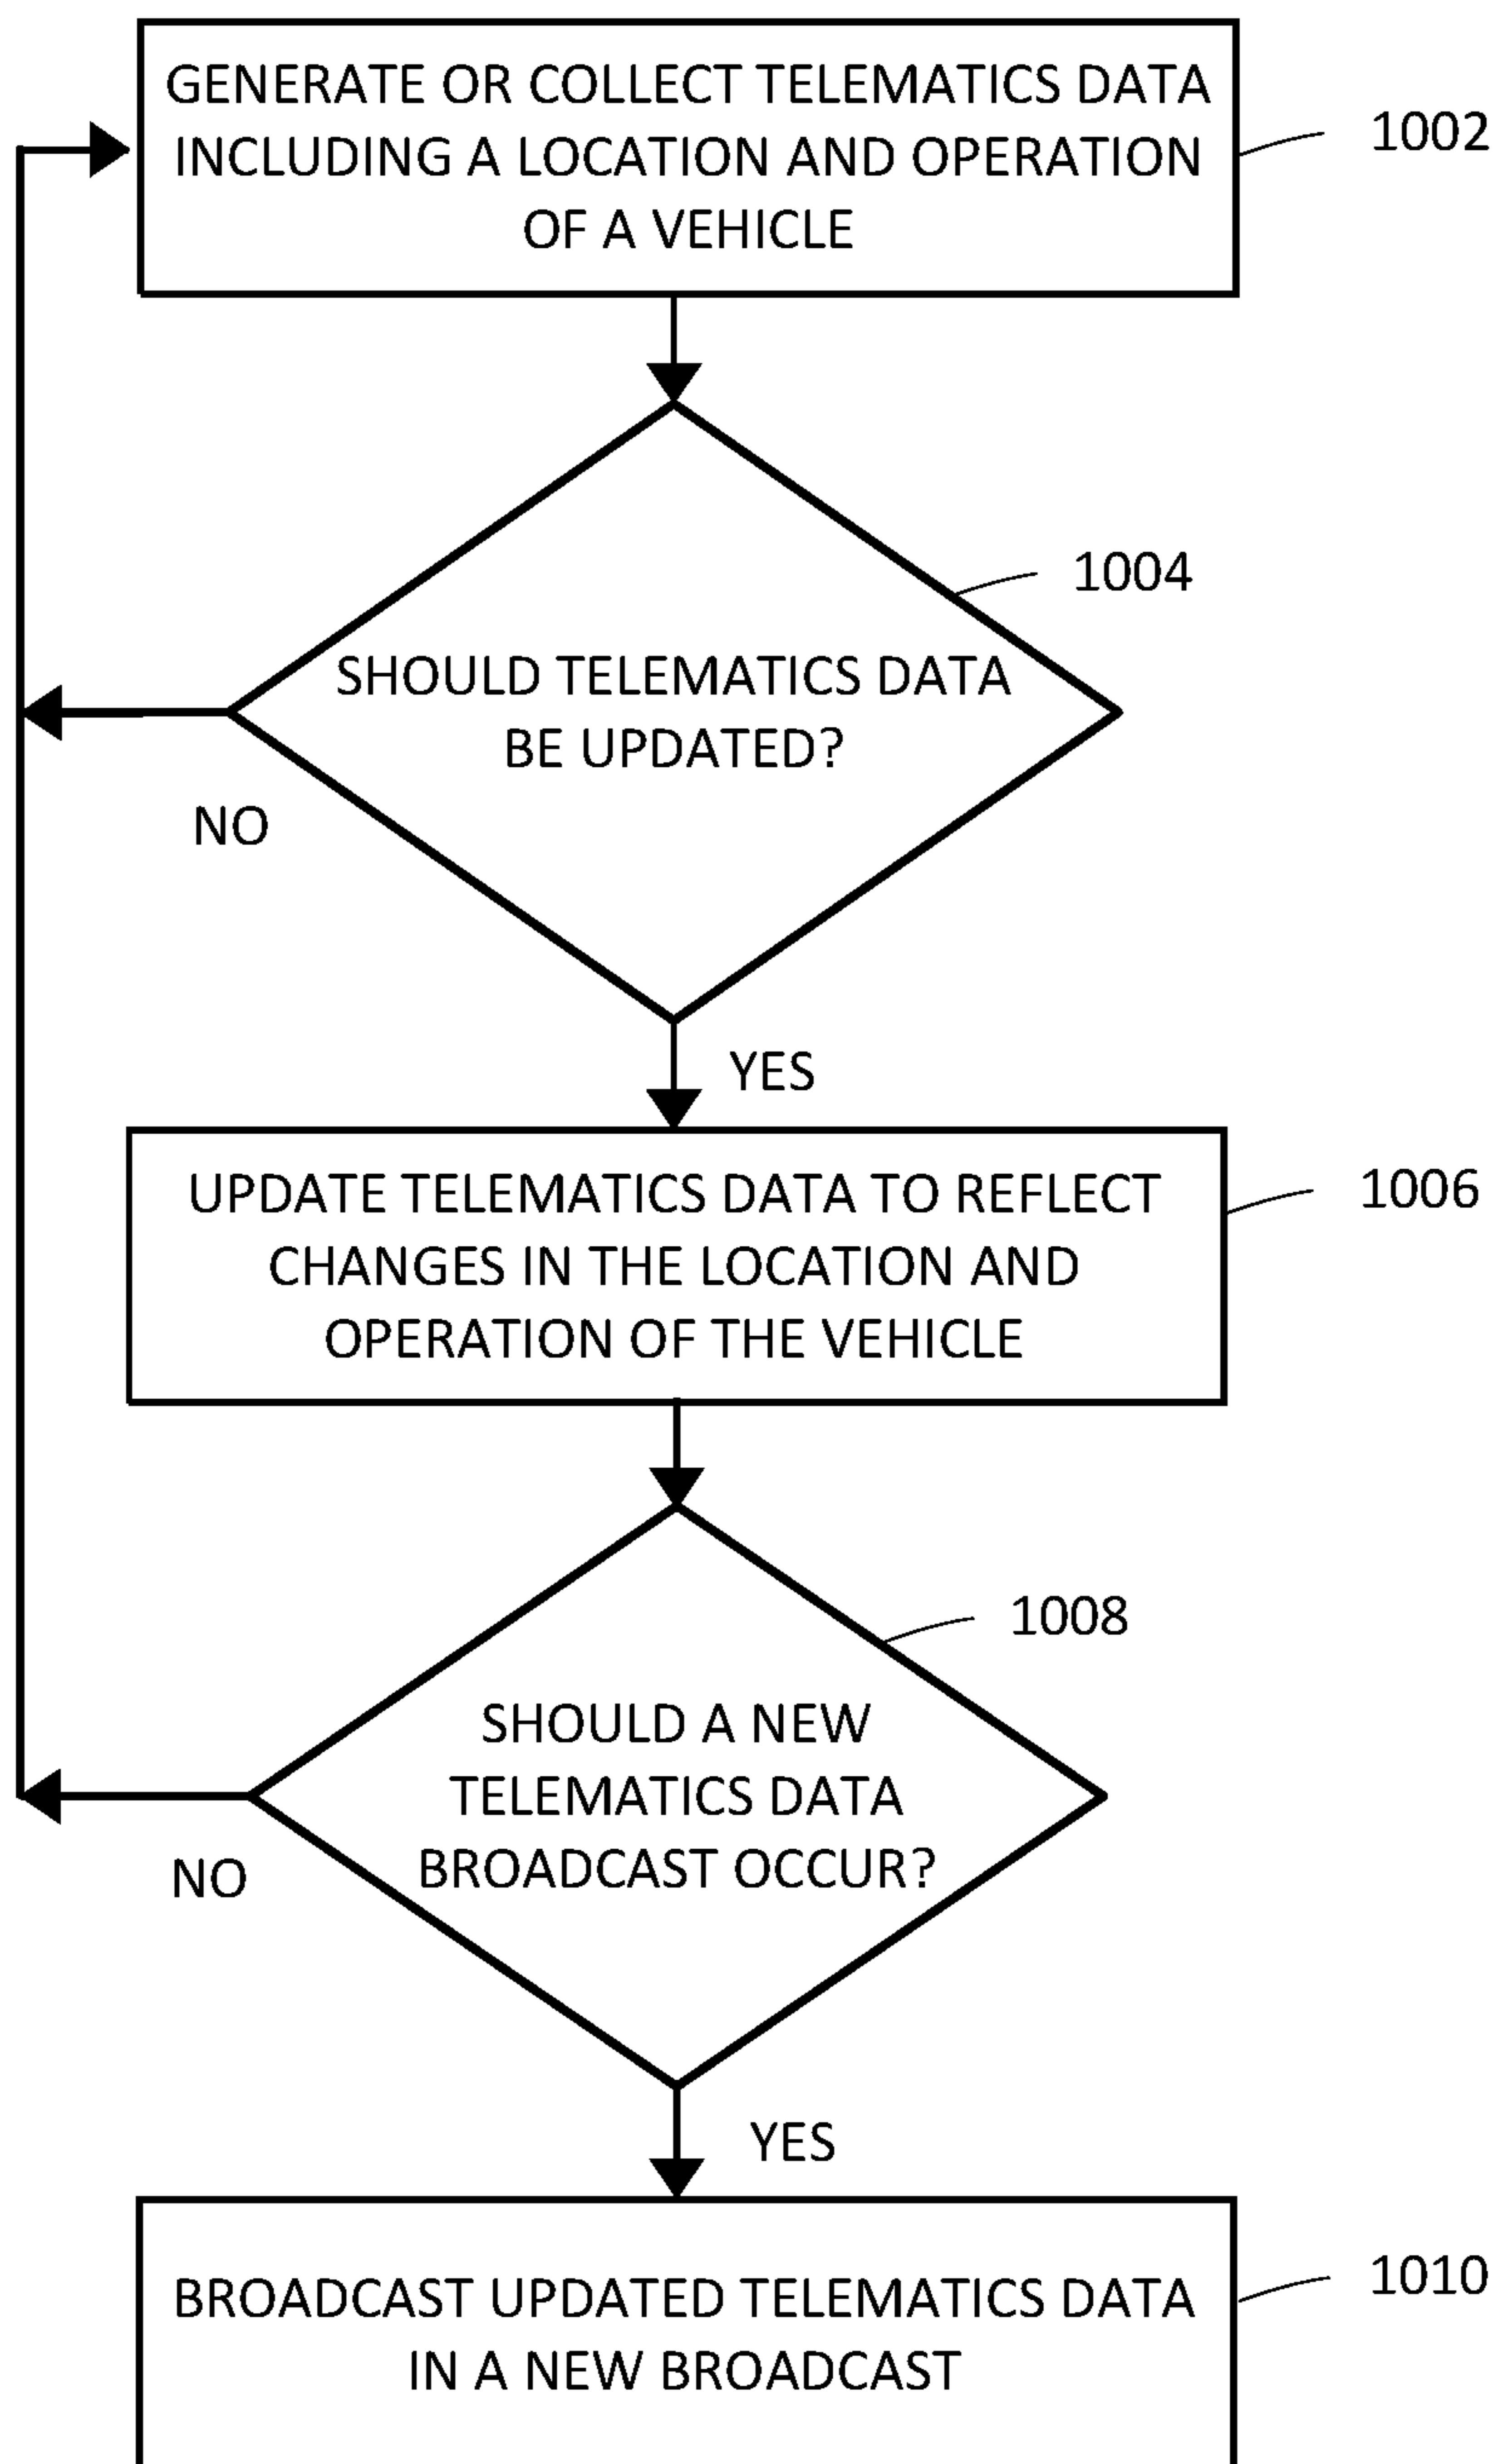 GENERATE OR COLLECT TELEMATICS DATA
INCLUDING A LOCATION AND OPERATION
OF A VEHICLE
1002
1004
SHOULD TELEMATICS DATA
BE UPDATED?
NO
YES
UPDATE TELEMATICS DATA TO REFLECT
CHANGES IN THE LOCATION AND
OPERATION OF THE VEHICLE
1006
1008
SHOULD A NEW
TELEMATICS DATA
BROADCAST OCCUR?
NO
YES
BROADCAST UPDATED TELEMATICS DATA
IN A NEW BROADCAST
1010